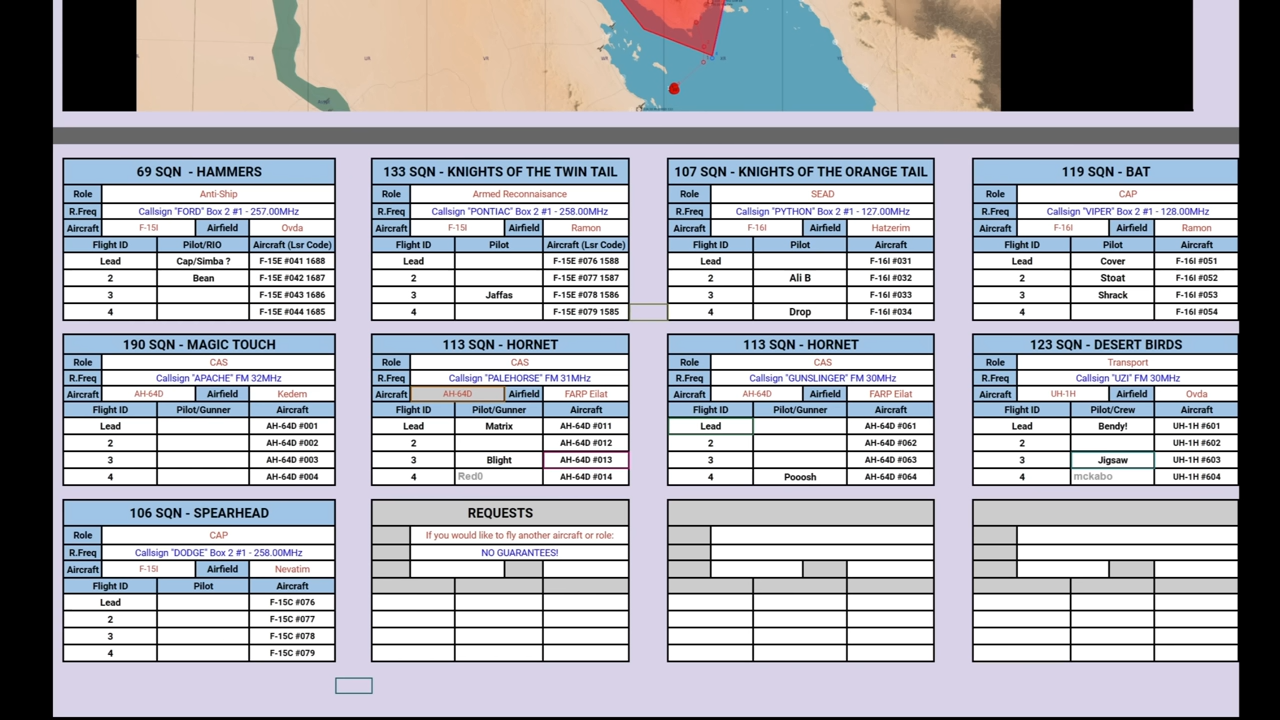 69 SQN - HAMMERS
Role Anti-Ship
R.Freq Callsign "FORD" Box 2 #1 - 257.00MHz
Aircraft F-15I Airfield Ovda
Flight ID Pilot/RIO Aircraft (Lsr Code)
Lead Cap/Simba ? F-15E #041 1688
2 Bean F-15E #042 1687
3 F-15E #043 1686
4 F-15E #044 1685
133 SQN - KNIGHTS OF THE TWIN TAIL
Role Armed Reconnaisance
R.Freq Callsign "PONTIAC" Box 2 #1 - 258.00MHz
Aircraft F-15I Airfield Ramon
Flight ID Pilot Aircraft (Lsr Code)
Lead F-15E #076 1588
2 F-15E #077 1587
3 Jaffas F-15E #078 1586
4 F-15E #079 1585
107 SQN - KNIGHTS OF THE ORANGE TAIL
Role SEAD
R.Freq Callsign "PYTHON" Box 2 #1 - 127.00MHz
Aircraft F-16I Airfield Hatzerim
Flight ID Pilot Aircraft
Lead F-16I #031
2 Ali B F-16I #032
3 F-16I #033
4 Drop F-16I #034
119 SQN - BAT
Role CAP
R.Freq Callsign "VIPER" Box 2 #1 - 128.00MHz
Aircraft F-16I Airfield Ramon
Flight ID Pilot Aircraft
Lead Cover F-16I #051
2 Stoat F-16I #052
3 Shrack F-16I #053
4 F-16I #054
190 SQN - MAGIC TOUCH
Role CAS
R.Freq Callsign "APACHE" FM 32MHz
Aircraft AH-64D Airfield Kedem
Flight ID Pilot/Gunner Aircraft
Lead AH-64D #001
2 AH-64D #002
3 AH-64D #003
4 AH-64D #004
113 SQN - HORNET
Role CAS
R.Freq Callsign "PALEHORSE" FM 31MHz
Aircraft AH-64D Airfield FARP Eilat
Flight ID Pilot/Gunner Aircraft
Lead Matrix AH-64D #011
2 AH-64D #012
3 Blight AH-64D #013
4 Red0 AH-64D #014
113 SQN - HORNET
Role CAS
R.Freq Callsign "GUNSLINGER" FM 30MHz
Aircraft AH-64D Airfield FARP Eilat
Flight ID Pilot/Gunner Aircraft
Lead AH-64D #061
2 AH-64D #062
3 AH-64D #063
4 Pooosh AH-64D #064
123 SQN - DESERT BIRDS
Role Transport
R.Freq Callsign "UZI" FM 30MHz
Aircraft UH-1H Airfield Ovda
Flight ID Pilot/Crew Aircraft
Lead Bendy! UH-1H #601
2 UH-1H #602
3 Jigsaw UH-1H #603
4 mckabo UH-1H #604
106 SQN - SPEARHEAD
Role CAP
R.Freq Callsign "DODGE" Box 2 #1 - 258.00MHz
Aircraft F-15I Airfield Nevatim
Flight ID Pilot Aircraft
Lead F-15C #076
2 F-15C #077
3 F-15C #078
4 F-15C #079
REQUESTS
If you would like to fly another aircraft or role:
NO GUARANTEES!